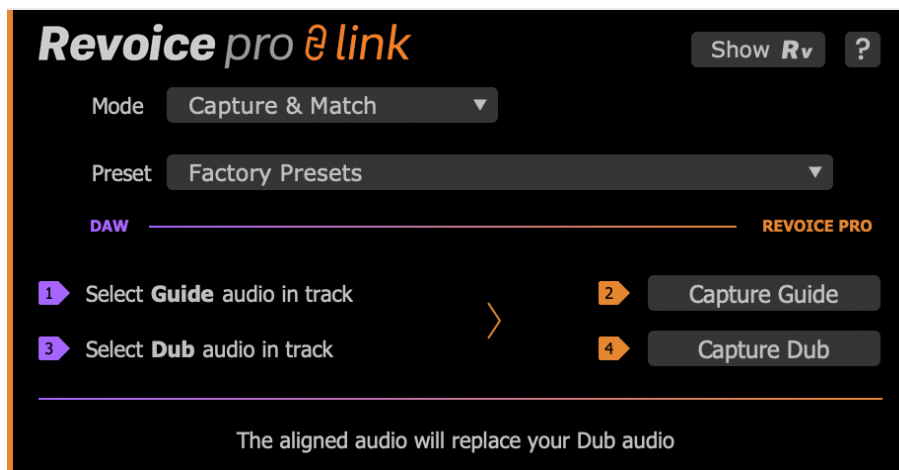 Revoice pro link
Show Rv ?
Mode Capture & Match
Preset Factory Presets
DAW REVOICE PRO
1 Select Guide audio in track 2 Capture Guide
3 Select Dub audio in track 4 Capture Dub
The aligned audio will replace your Dub audio